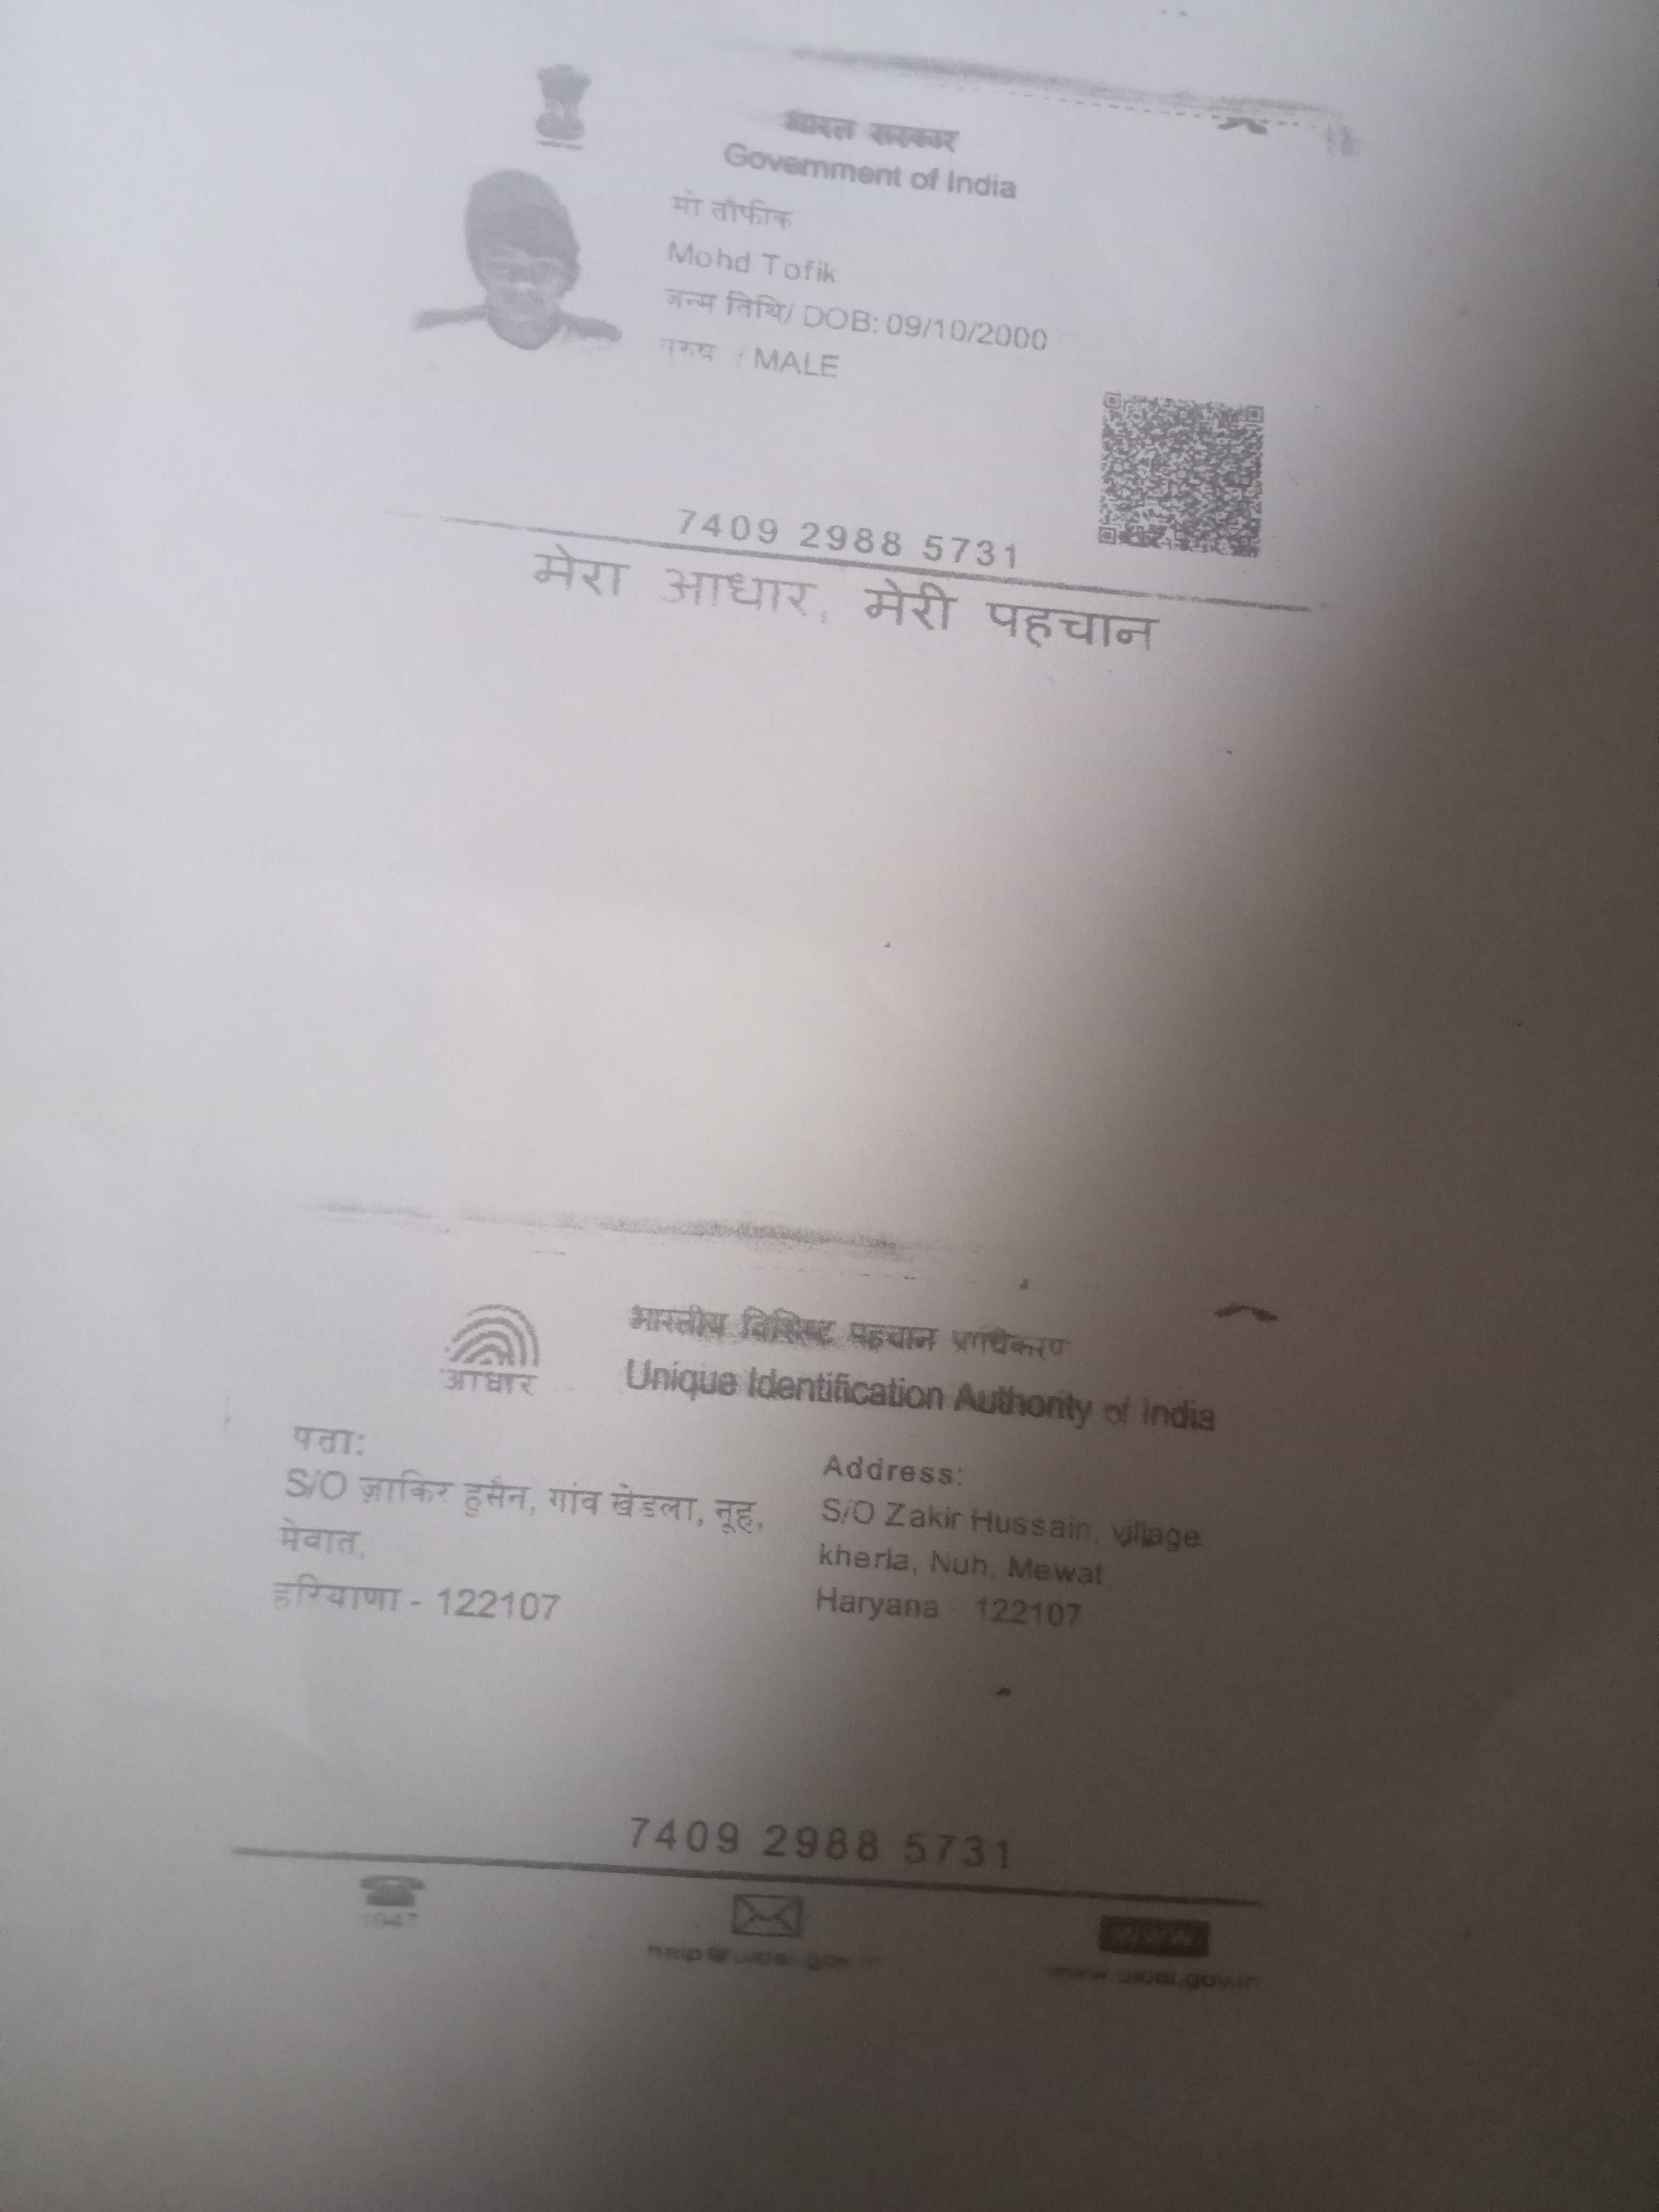 भारत सरकार
Government of India
मो तौफीक
Mohd Tofik
जन्म तिथि/ DOB: 09/10/2000
पुरुष / MALE
7409 2988 5731
मेरा आधार, मेरी पहचान
भारतीय विशिष्ट पहचान प्राधिकरण
Unique Identification Authority of India
आधार
पता:
S/O ज़ाकिर हुसैन, गांव खेडला, नूह,
मेवात,
हरियाणा - 122107
Address:
S/O Zakir Hussain, village
kherla, Nuh, Mewat,
Haryana - 122107
7409 2988 5731
1947
help@uidai.gov.in
www
www.uidai.gov.in